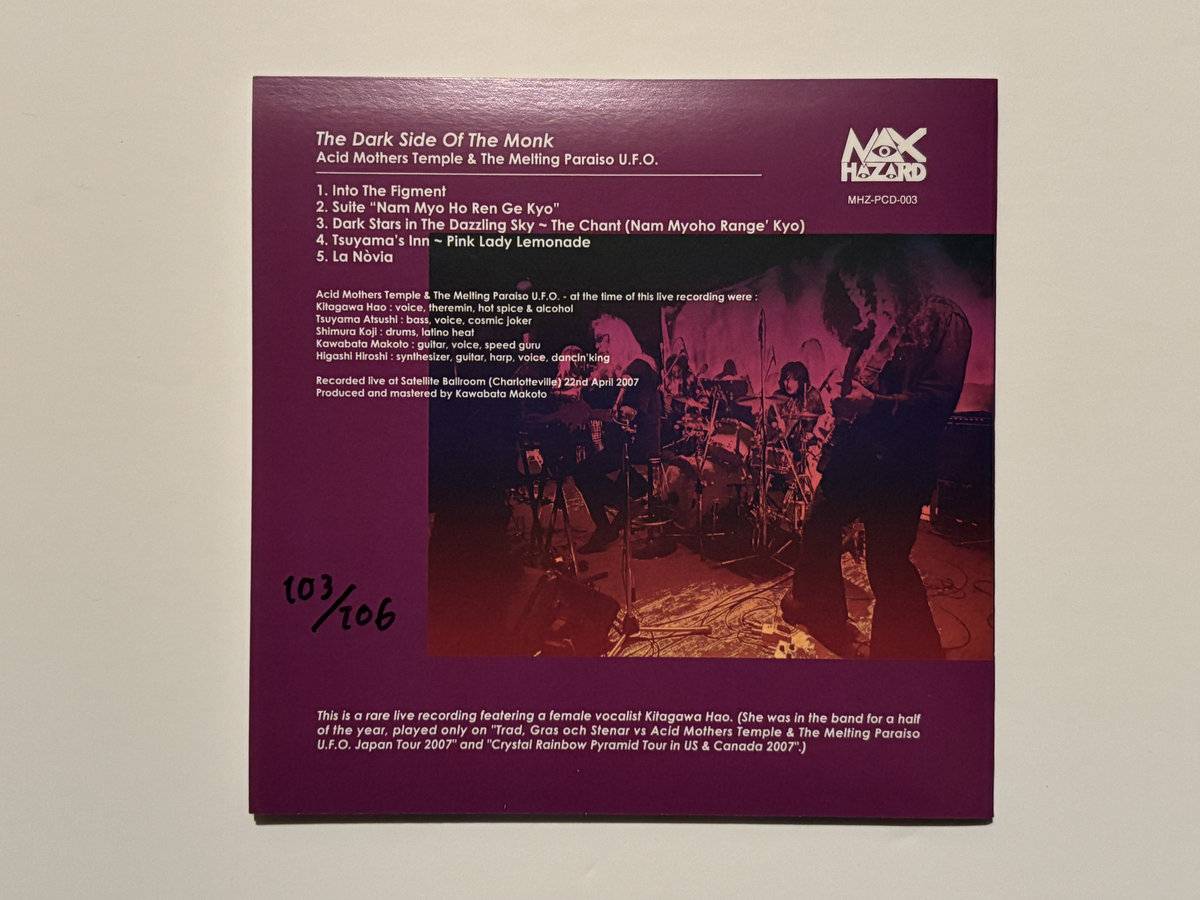 The Dark Side Of The Monk
Acid Mothers Temple & The Melting Paraiso U.F.O.
MAX
HAZARD
MHZ-PCD-003
1. Into The Figment
2. Suite “Nam Myo Ho Ren Ge Kyo”
3. Dark Stars in The Dazzling Sky ~ The Chant (Nam Myoho Range’ Kyo)
4. Tsuyama’s Inn ~ Pink Lady Lemonade
5. La Nòvia
Acid Mothers Temple & The Melting Paraiso U.F.O. - at the time of this live recording were :
Kitagawa Hao : voice, theremin, hot spice & alcohol
Tsuyama Atsushi : bass, voice, cosmic joker
Shimura Koji : drums, latino heat
Kawabata Makoto : guitar, voice, speed guru
Higashi Hiroshi : synthesizer, guitar, harp, voice, dancin’king
Recorded live at Satellite Ballroom (Charlotteville) 22nd April 2007
Produced and mastered by Kawabata Makoto
103/106
This is a rare live recording featering a female vocalist Kitagawa Hao. (She was in the band for a half
of the year, played only on "Trad, Gras och Stenar vs Acid Mothers Temple & The Melting Paraiso
U.F.O. Japan Tour 2007" and "Crystal Rainbow Pyramid Tour in US & Canada 2007".)